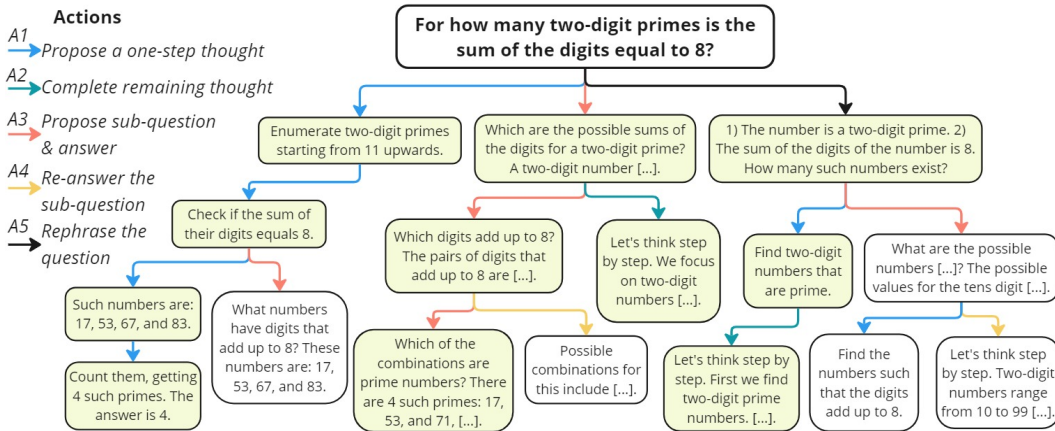 Actions
A1
Propose a one-step thought
A2
Complete remaining thought
A3
Propose sub-question
& answer
A4
Re-answer the
sub-question
A5
Rephrase the
question
For how many two-digit primes is the
sum of the digits equal to 8?
Enumerate two-digit primes
starting from 11 upwards.
Which are the possible sums of
the digits for a two-digit prime?
A two-digit number [...].
1) The number is a two-digit prime. 2)
The sum of the digits of the number is 8.
How many such numbers exist?
Check if the sum of
their digits equals 8.
Which digits add up to 8?
The pairs of digits that
add up to 8 are [...].
Let's think step
by step. We focus
on two-digit
numbers [...].
Find two-digit
numbers that
are prime.
What are the possible
numbers [...]? The possible
values for the tens digit [...].
Such numbers are:
17, 53, 67, and 83.
What numbers
have digits that
add up to 8? These
numbers are: 17,
53, 67, and 83.
Which of the
combinations are
prime numbers? There
are 4 such primes: 17,
53, and 71, [...].
Possible
combinations for
this include [...].
Let's think step by
step. First we find
two-digit prime
numbers. [...].
Find the
numbers such
that the digits
add up to 8.
Let's think step
by step. Two-digit
numbers range
from 10 to 99 [...].
Count them, getting
4 such primes. The
answer is 4.